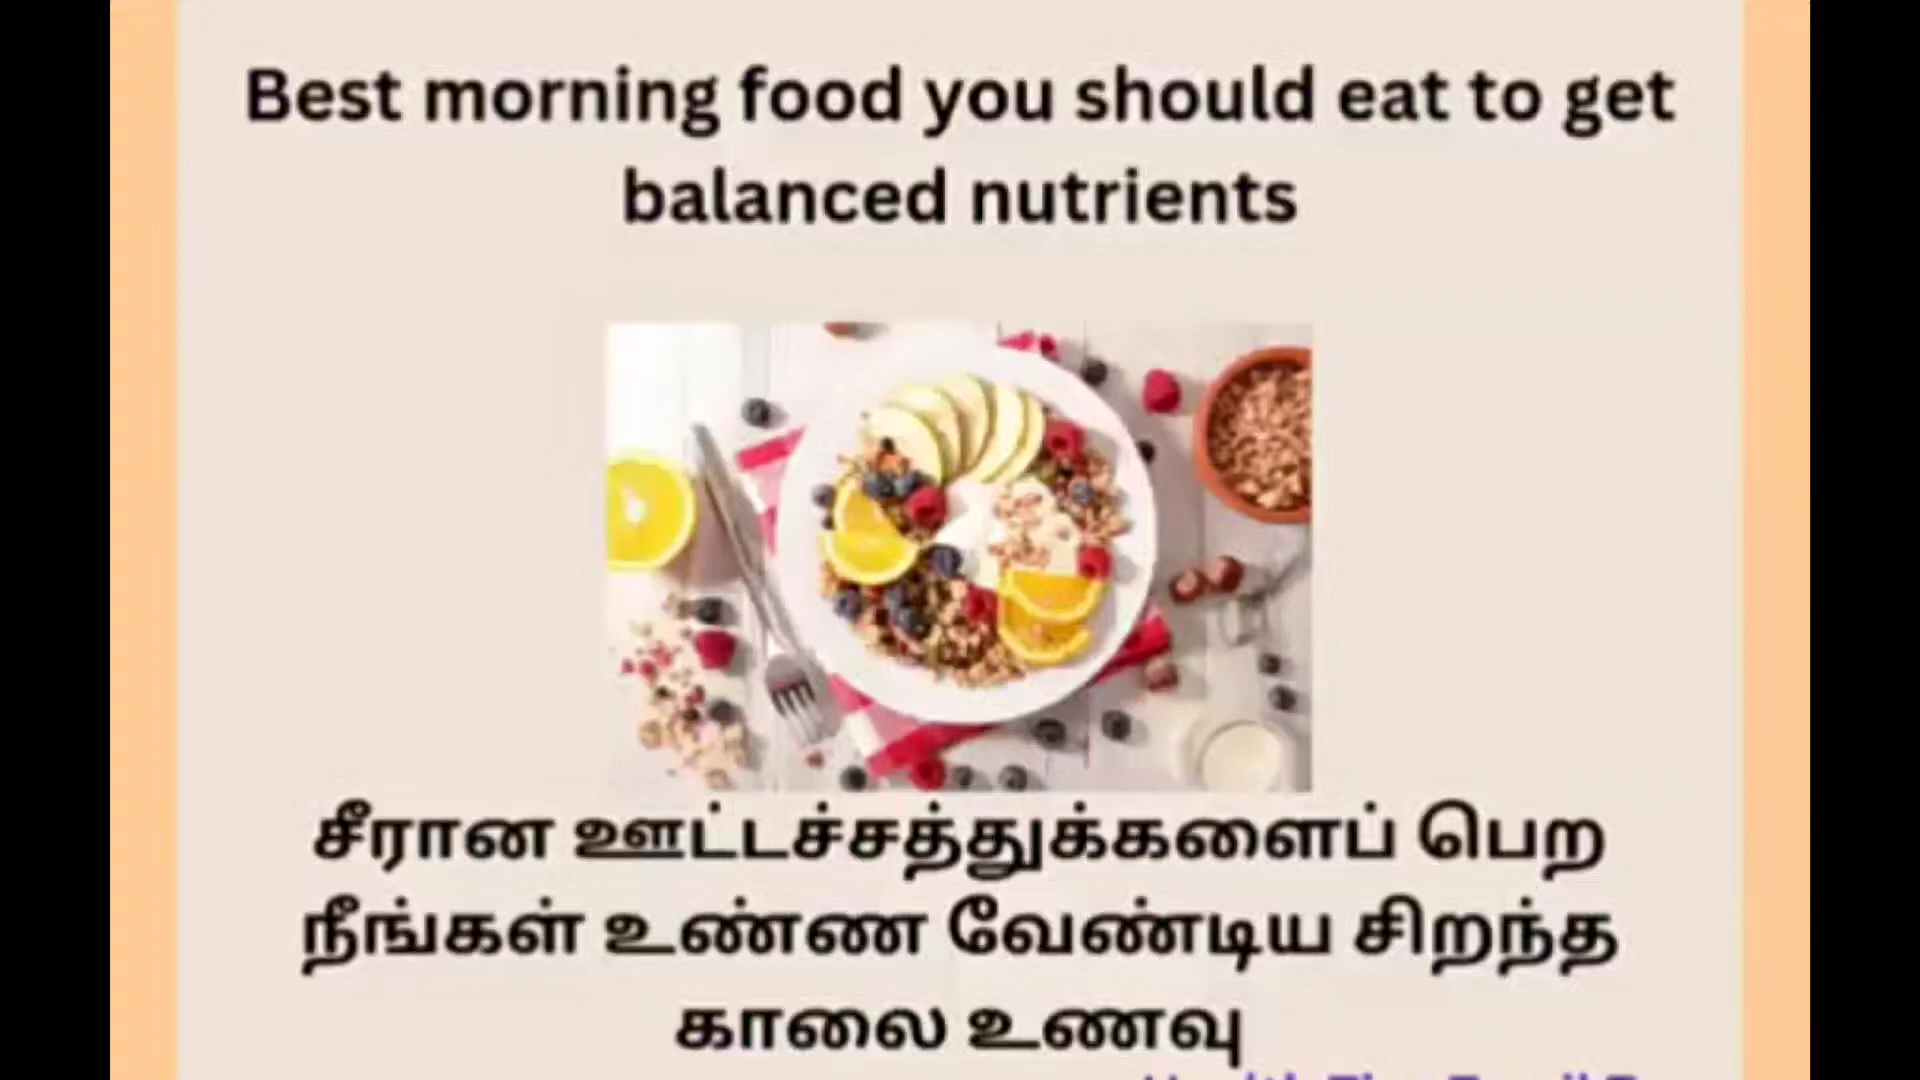 Best morning food you should eat to get
balanced nutrients
சீரான ஊட்டச்சத்துக்களைப் பெற
நீங்கள் உண்ண வேண்டிய சிறந்த
காலை உணவு